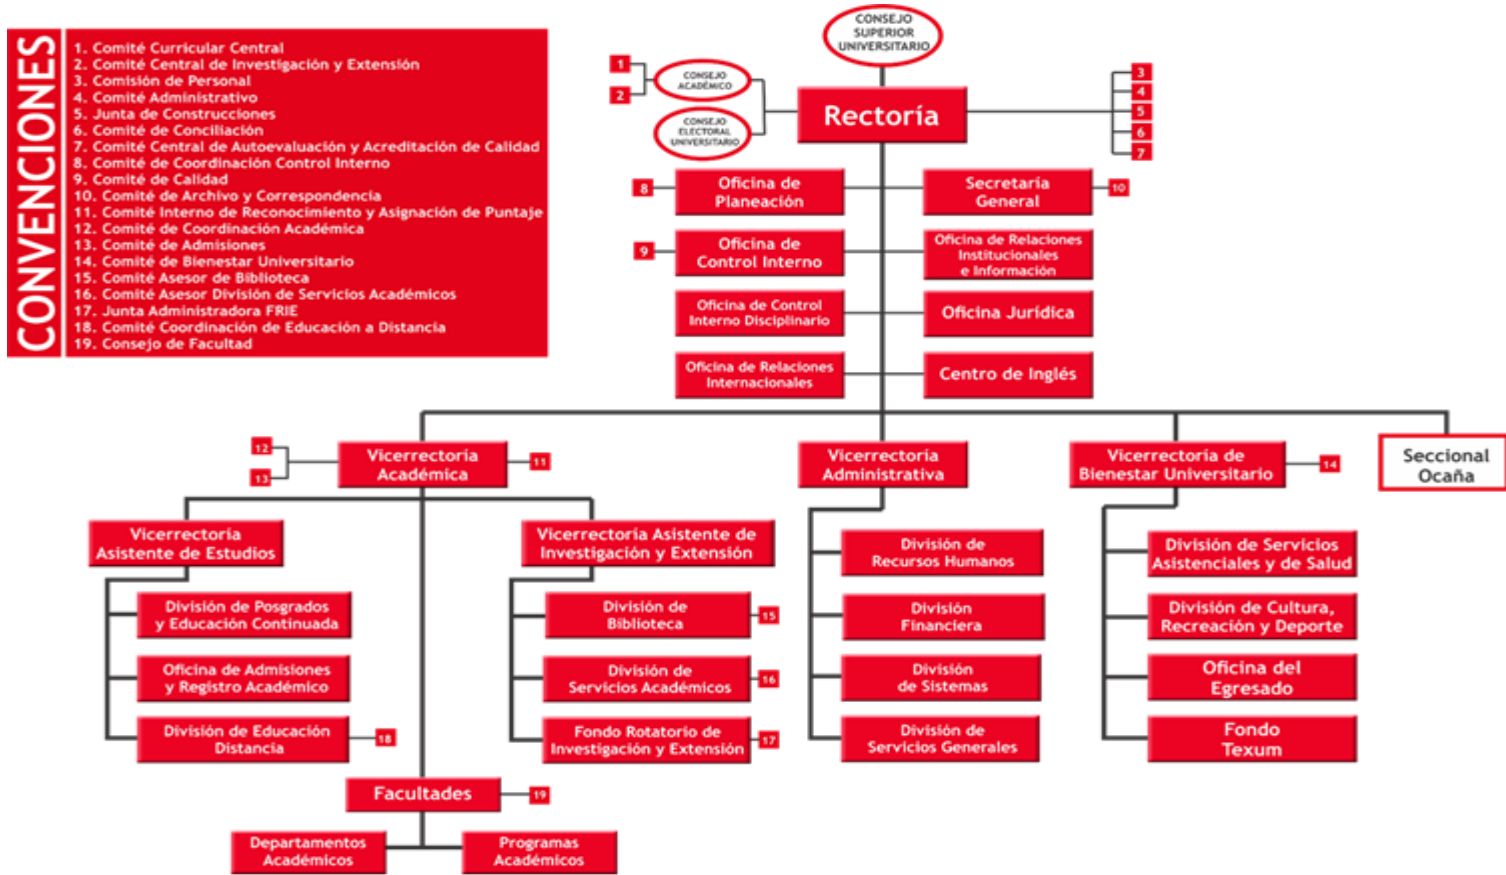 CONVENCIONES
1. Comité Curricular Central
2. Comité Central de Investigación y Extensión
3. Comisión de Personal
4. Comité Administrativo
5. Junta de Construcciones
6. Comité de Conciliación
7. Comité Central de Autoevaluación y Acreditación de Calidad
8. Comité de Coordinación Control Interno
9. Comité de Calidad
10. Comité de Archivo y Correspondencia
11. Comité Interno de Reconocimiento y Asignación de Puntaje
12. Comité de Coordinación Académica
13. Comité de Admisiones
14. Comité de Bienestar Universitario
15. Comité Asesor de Biblioteca
16. Comité Asesor División de Servicios Académicos
17. Junta Administradora FRIE
18. Comité Coordinación de Educación a Distancia
19. Consejo de Facultad
CONSEJO
SUPERIOR
UNIVERSITARIO
1
2
CONSEJO
ACADÉMICO
CONSEJO
ELECTORAL
UNIVERSITARIO
Rectoría
3
4
5
6
7
8
Oficina de
Planeación
Secretaría
General
10
9
Oficina de
Control Interno
Oficina de Relaciones
Institucionales
e Información
Oficina de Control
Interno Disciplinario
Oficina Jurídica
Oficina de Relaciones
Internacionales
Centro de Inglés
12
13
Vicerrectoría
Académica
11
Vicerrectoría
Administrativa
Vicerrectoría de
Bienestar Universitario
14
Seccional
Ocaña
Vicerrectoría
Asistente de Estudios
Vicerrectoría Asistente de
Investigación y Extensión
División de Posgrados
y Educación Continuada
Oficina de Admisiones
y Registro Académico
División de Educación
Distancia
18
División de
Biblioteca
15
División de
Servicios Académicos
16
Fondo Rotatorio de
Investigación y Extensión
17
División de
Recursos Humanos
División
Financiera
División
de Sistemas
División de
Servicios Generales
División de Servicios
Asistenciales y de Salud
División de Cultura,
Recreación y Deporte
Oficina del
Egresado
Fondo
Texum
Facultades
19
Departamentos
Académicos
Programas
Académicos